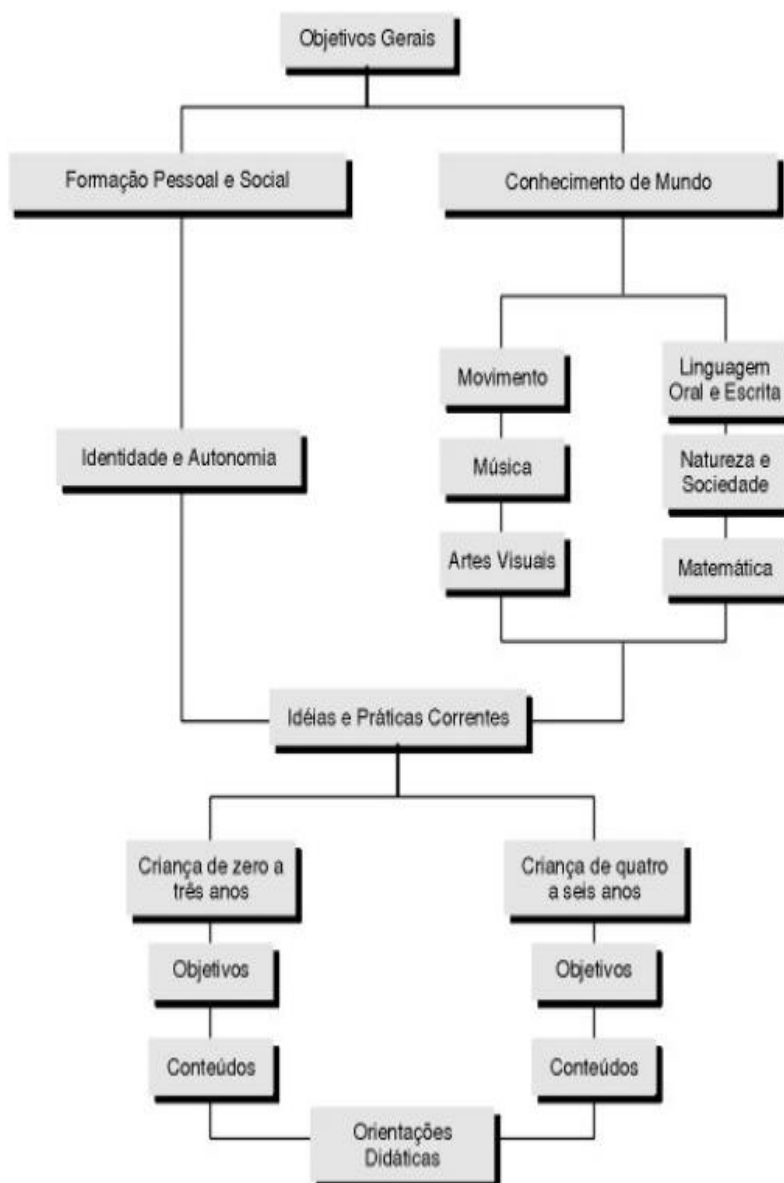 Objetivos Gerais
Formação Pessoal e Social
Conhecimento de Mundo
Movimento
Música
Artes Visuais
Linguagem
Oral e Escrita
Natureza e
Sociedade
Matemática
Identidade e Autonomia
Idéias e Práticas Correntes
Criança de zero a
três anos
Objetivos
Conteúdos
Criança de quatro
a seis anos
Objetivos
Conteúdos
Orientações
Didáticas